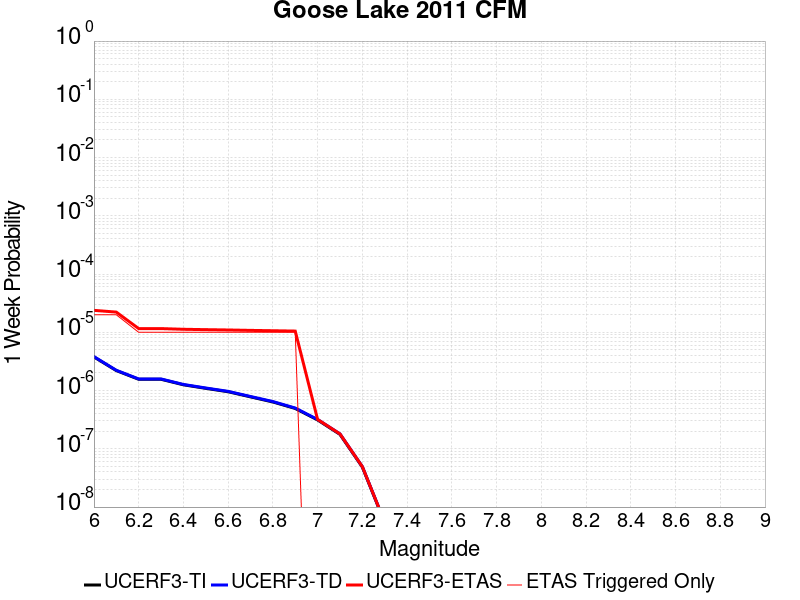 Goose Lake 2011 CFM
10^0
10^-1
10^-2
10^-3
10^-4
10^-5
10^-6
10^-7
10^-8
1 Week Probability
6 6.2 6.4 6.6 6.8 7 7.2 7.4 7.6 7.8 8 8.2 8.4 8.6 8.8 9
Magnitude
UCERF3-TI UCERF3-TD UCERF3-ETAS ETAS Triggered Only